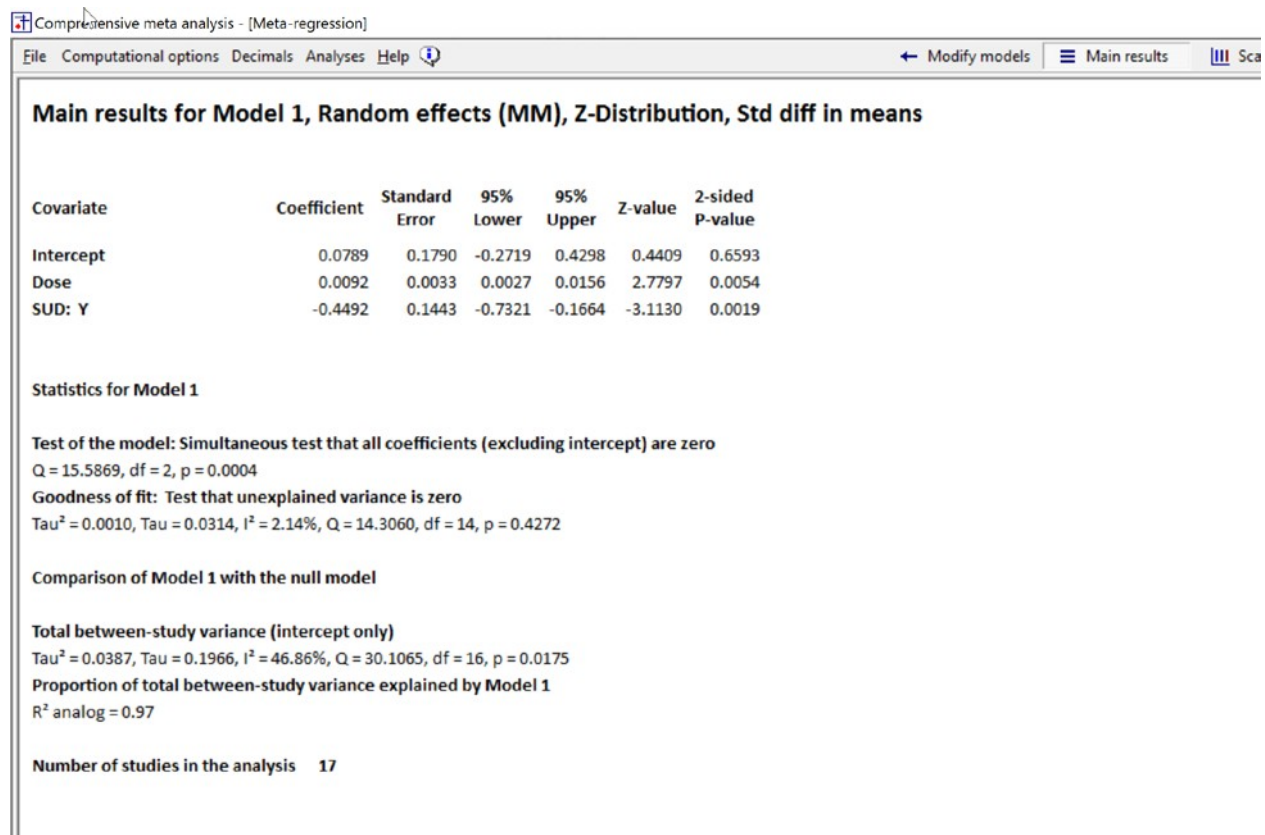 Comprehensive meta analysis - [Meta-regression]
File Computational options Decimals Analyses Help Modify models Main results Sca
Main results for Model 1, Random effects (MM), Z-Distribution, Std diff in means
Covariate Coefficient Standard Error 95% Lower 95% Upper Z-value 2-sided P-value
Intercept 0.0789 0.1790 -0.2719 0.4298 0.4409 0.6593
Dose 0.0092 0.0033 0.0027 0.0156 2.7797 0.0054
SUD: Y -0.4492 0.1443 -0.7321 -0.1664 -3.1130 0.0019
Statistics for Model 1
Test of the model: Simultaneous test that all coefficients (excluding intercept) are zero
Q = 15.5869, df = 2, p = 0.0004
Goodness of fit: Test that unexplained variance is zero
Tau² = 0.0010, Tau = 0.0314, I² = 2.14%, Q = 14.3060, df = 14, p = 0.4272
Comparison of Model 1 with the null model
Total between-study variance (intercept only)
Tau² = 0.0387, Tau = 0.1966, I² = 46.86%, Q = 30.1065, df = 16, p = 0.0175
Proportion of total between-study variance explained by Model 1
R² analog = 0.97
Number of studies in the analysis 17